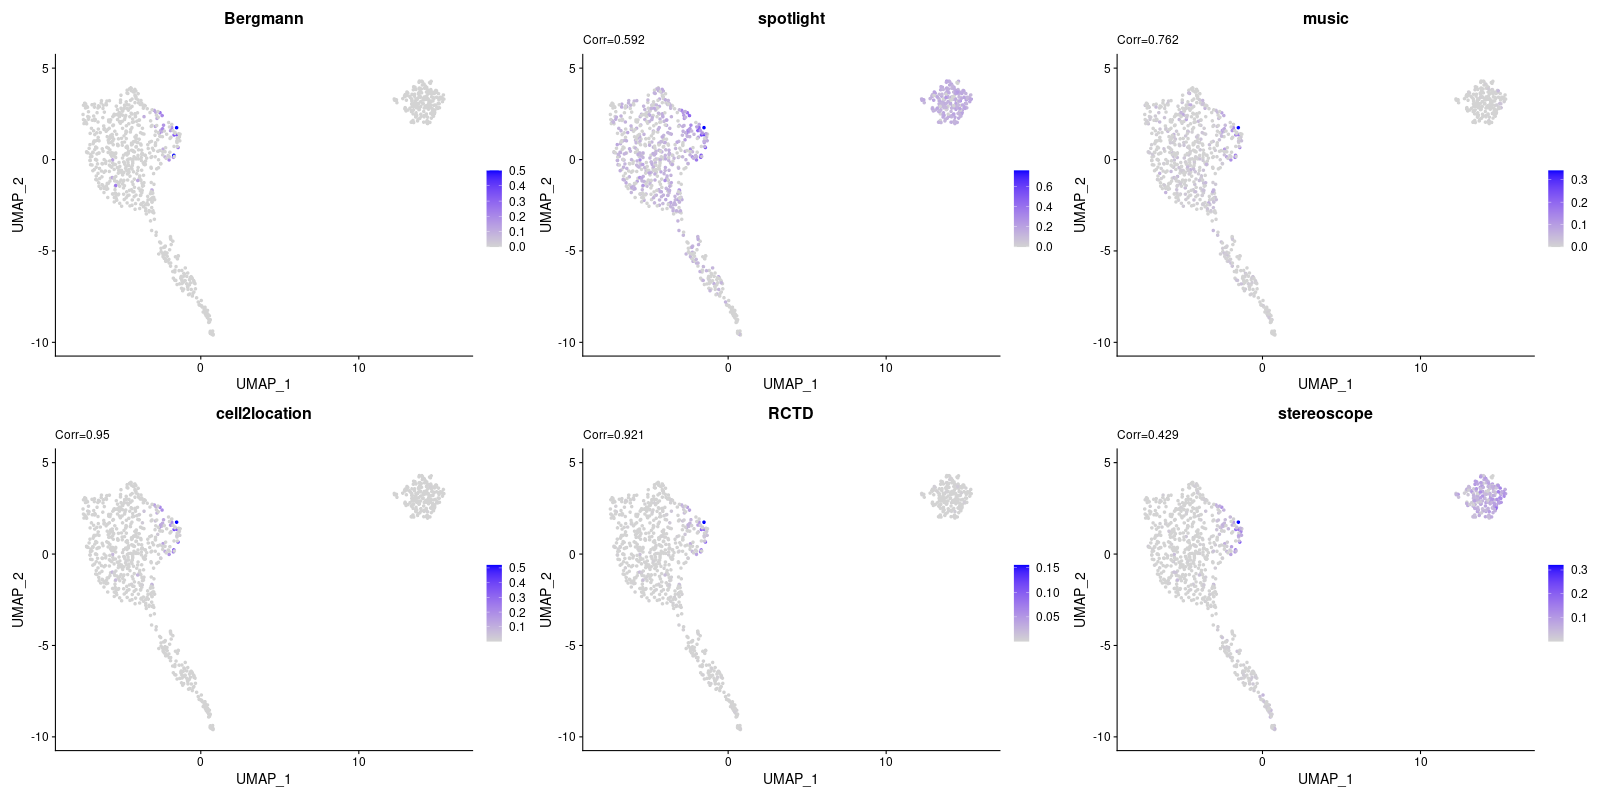 Bergmann
5
0
-5
-10
0
10
UMAP_1
UMAP_2
0.5
0.4
0.3
0.2
0.1
0.0
spotlight
Corr=0.592
5
0
-5
-10
0
10
UMAP_1
UMAP_2
0.6
0.4
0.2
0.0
music
Corr=0.762
5
0
-5
-10
0
10
UMAP_1
UMAP_2
0.3
0.2
0.1
0.0
cell2location
Corr=0.95
5
0
-5
-10
0
10
UMAP_1
UMAP_2
0.5
0.4
0.3
0.2
0.1
RCTD
Corr=0.921
5
0
-5
-10
0
10
UMAP_1
UMAP_2
0.15
0.10
0.05
stereoscope
Corr=0.429
5
0
-5
-10
0
10
UMAP_1
UMAP_2
0.3
0.2
0.1